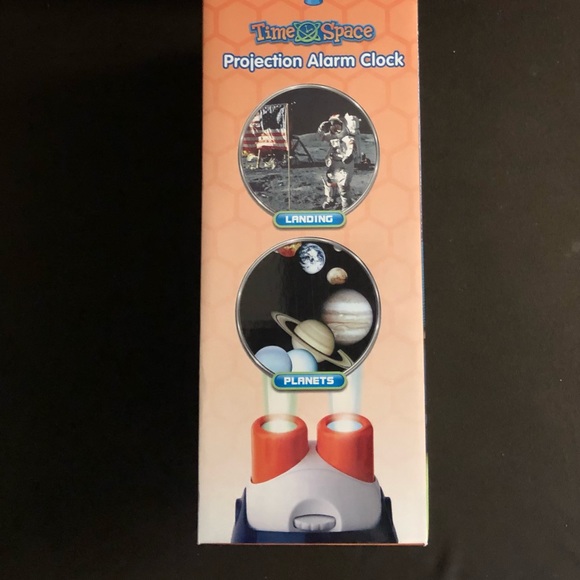 Time Space
Projection Alarm Clock
LANDING
PLANETS